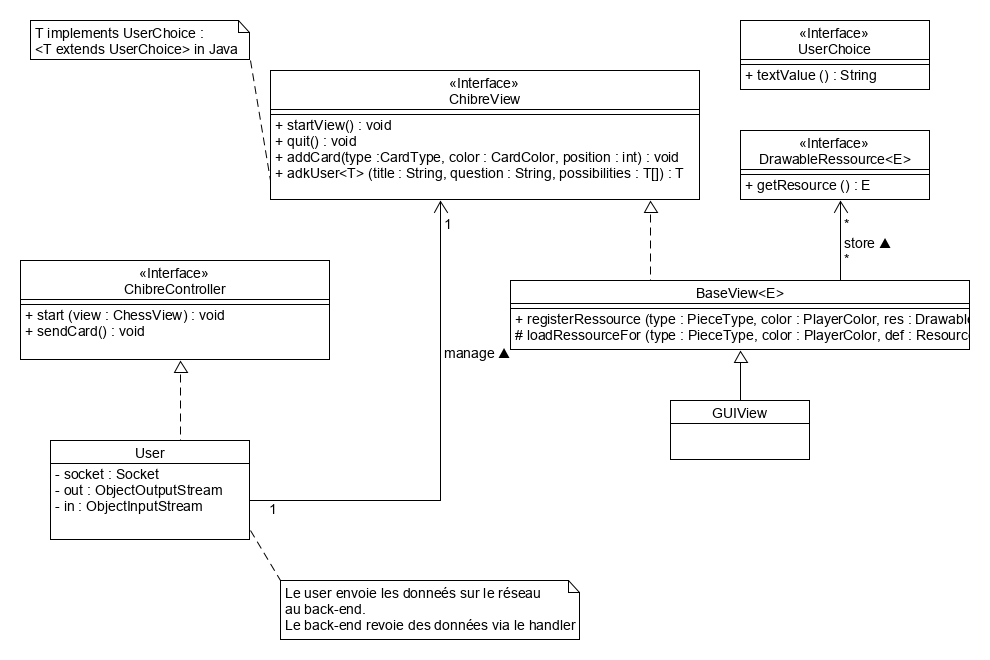 T implements UserChoice :
<T extends UserChoice> in Java
«Interface»
UserChoice
+ textValue () : String
«Interface»
ChibreView
+ startView() : void
+ quit() : void
+ addCard(type :CardType, color : CardColor, position : int) : void
+ adkUser<T> (title : String, question : String, possibilities : T[]) : T
«Interface»
DrawableRessource<E>
+ getResource () : E
1
*
store ▲
*
«Interface»
ChibreController
+ start (view : ChessView) : void
+ sendCard() : void
BaseView<E>
+ registerRessource (type : PieceType, color : PlayerColor, res : Drawabl
# loadRessourceFor (type : PieceType, color : PlayerColor, def : Resourc
manage ▲
GUIView
User
- socket : Socket
- out : ObjectOutputStream
- in : ObjectInputStream
1
Le user envoie les donneés sur le réseau
au back-end.
Le back-end revoie des données via le handler